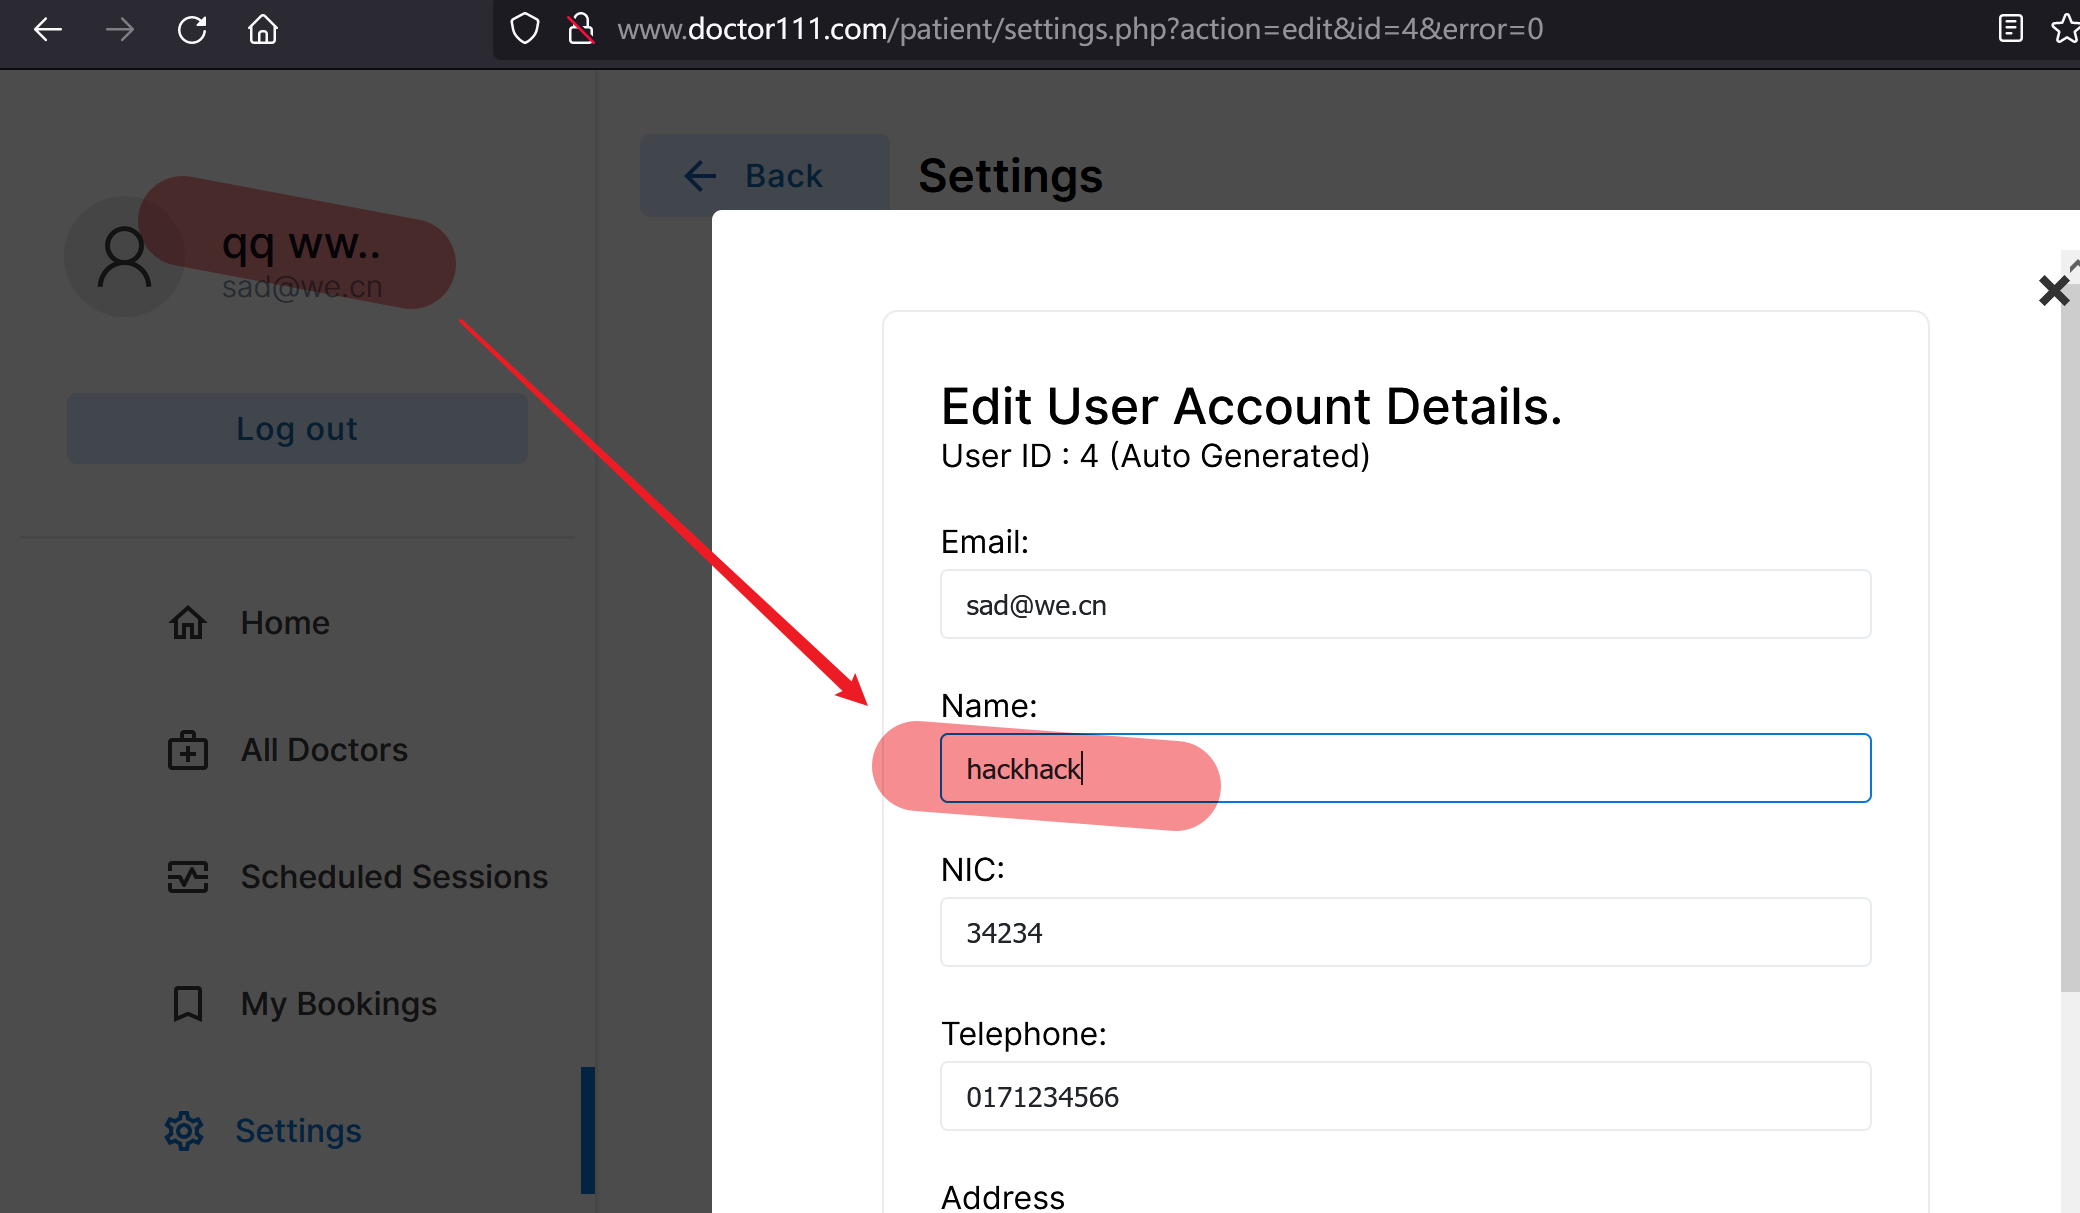 www.doctor111.com/patient/settings.php?action=edit&id=4&error=0
qq ww..
sad@we.cn
Log out
Home
All Doctors
Scheduled Sessions
My Bookings
Settings
Back
Settings
Edit User Account Details.
User ID : 4 (Auto Generated)
Email:
sad@we.cn
Name:
hackhack
NIC:
34234
Telephone:
0171234566
Address